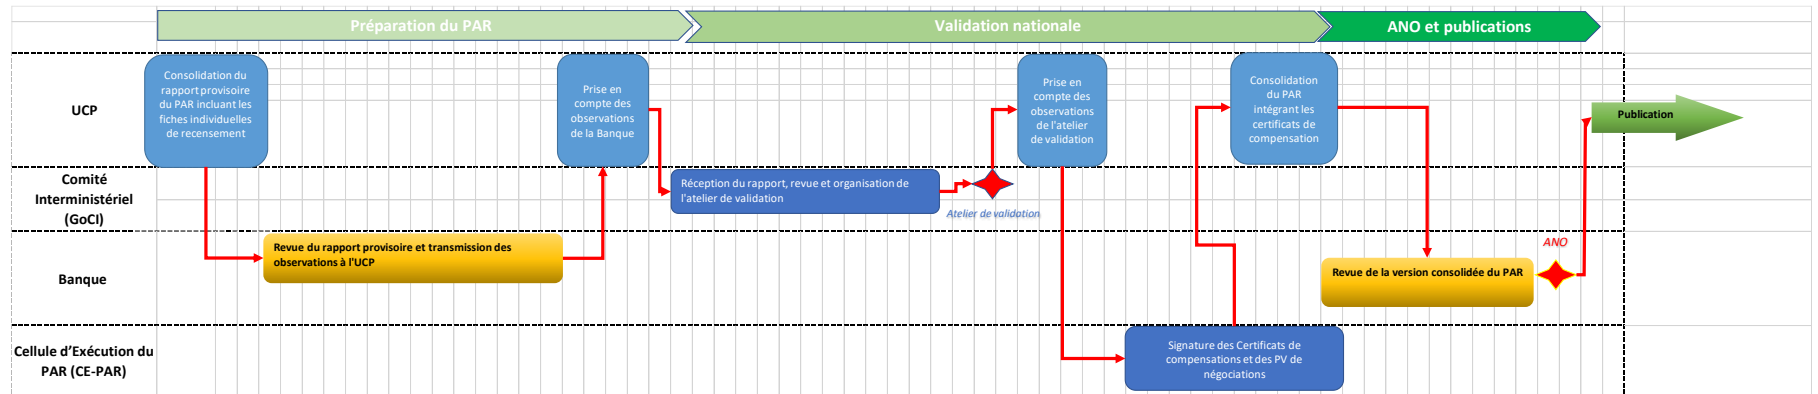 Préparation du PAR
Validation nationale
ANO et publications
UCP
Consolidation du
rapport provisoire
du PAR incluant les
fiches individuelles
de recensement
Prise en
compte des
observations
de la Banque
Prise en
compte des
observations
de l'atelier
de validation
Consolidation
du PAR
intégrant les
certificats de
compensation
Publication
Comité
Interministériel
(GoCI)
Réception du rapport, revue et organisation de
l'atelier de validation
Atelier de validation
Banque
Revue du rapport provisoire et transmission des
observations à l'UCP
ANO
Revue de la version consolidée du PAR
Cellule d’Exécution du
PAR (CE-PAR)
Signature des Certificats de
compensations et des PV de
négociations